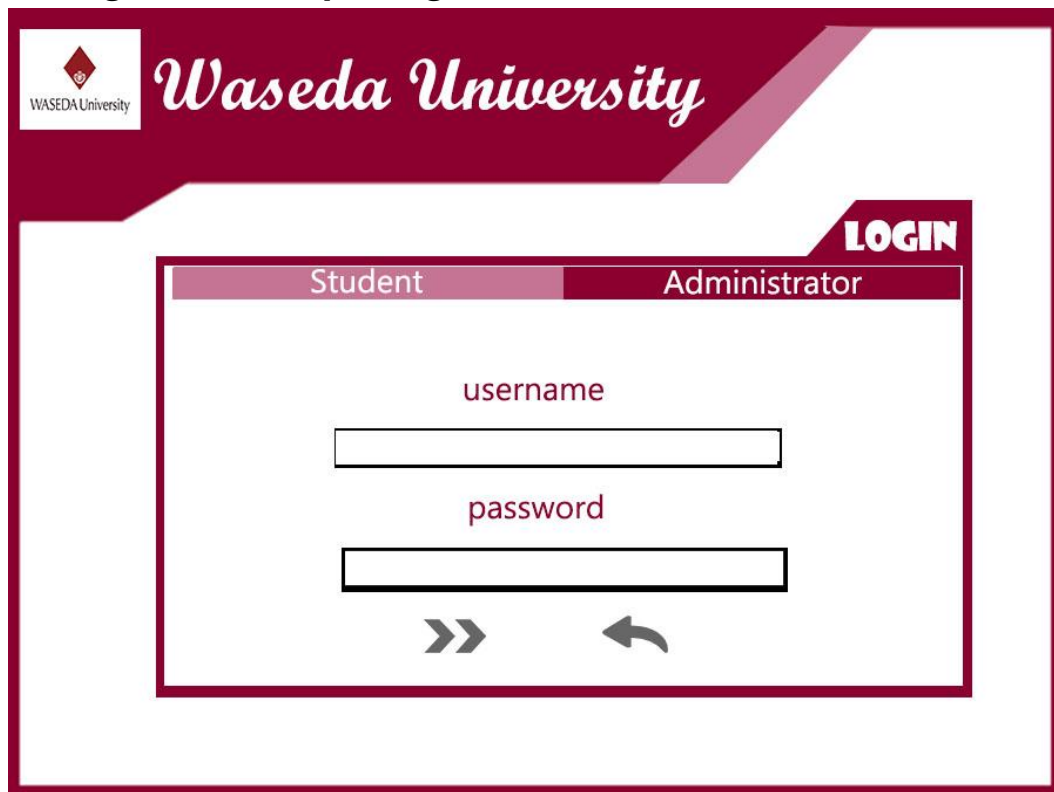 WASEDA University
Waseda University
LOGIN
Student Administrator
username
password